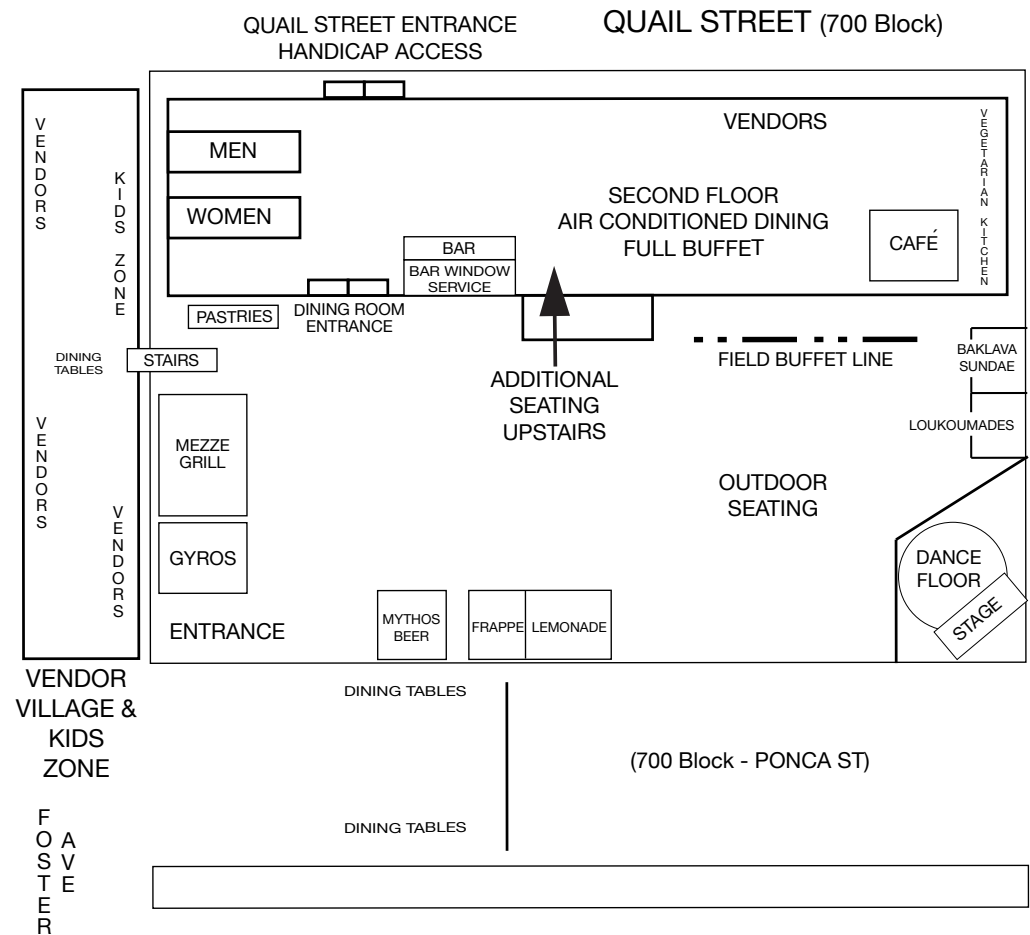 QUAIL STREET ENTRANCE
HANDICAP ACCESS
QUAIL STREET (700 Block)
VENDORS
KIDS ZONE
MEN
WOMEN
VENDORS
SECOND FLOOR
AIR CONDITIONED DINING
FULL BUFFET
CAFÉ
VEGETARIAN KITCHEN
BAR
BAR WINDOW
SERVICE
PASTRIES
DINING ROOM
ENTRANCE
DINING
TABLES
STAIRS
ADDITIONAL
SEATING
UPSTAIRS
FIELD BUFFET LINE
BAKLAVA
SUNDAE
LOUKOUMADES
VENDORS
VENDORS
MEZZE
GRILL
GYROS
ENTRANCE
OUTDOOR
SEATING
DANCE
FLOOR
STAGE
MYTHOS
BEER
FRAPPE
LEMONADE
VENDOR
VILLAGE &
KIDS
ZONE
DINING TABLES
(700 Block - PONCA ST)
DINING TABLES
FOSTER
AVE